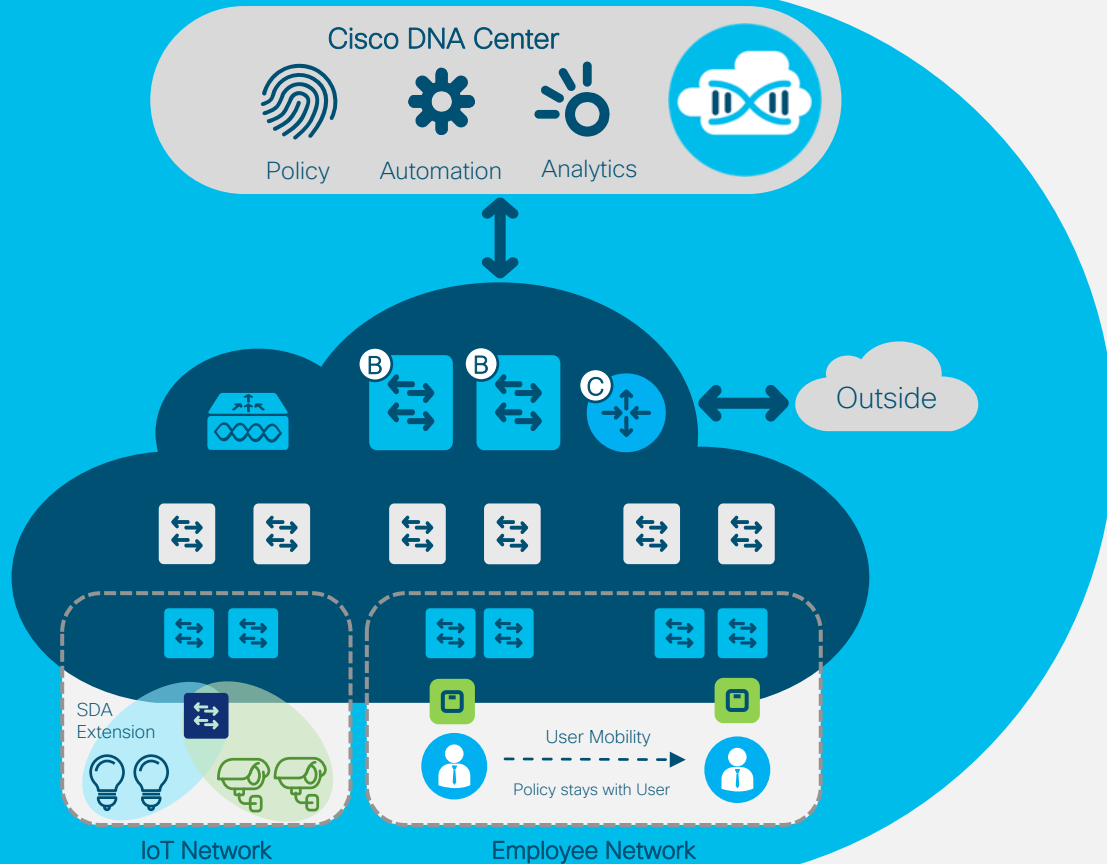 Cisco DNA Center
Policy
Automation
Analytics
B
B
C
Outside
SDA
Extension
User Mobility
Policy stays with User
IoT Network
Employee Network